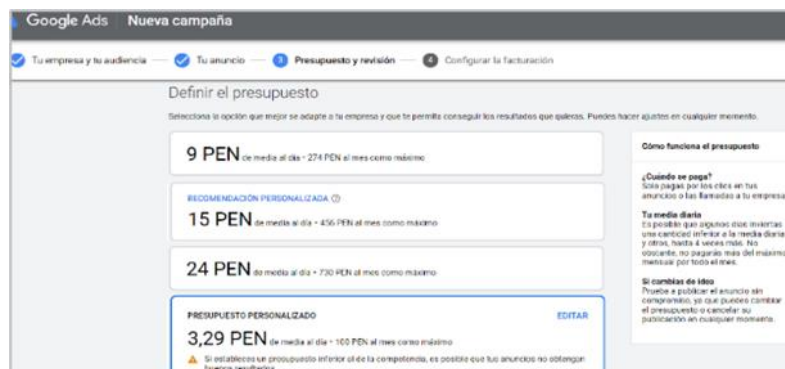 Google Ads Nueva campaña
Tu empresa y tu audiencia Tu anuncio 3 Presupuesto y revisión 4 Configurar la facturación
Definir el presupuesto
Selecciona la opción que mejor se adapte a tu empresa y que te permita conseguir los resultados que quieras. Puedes hacer ajustes en cualquier momento.
9 PEN de media al día • 274 PEN al mes como máximo
RECOMENDACIÓN PERSONALIZADA
15 PEN de media al día • 456 PEN al mes como máximo
24 PEN de media al día • 730 PEN al mes como máximo
PRESUPUESTO PERSONALIZADO EDITAR
3,29 PEN de media al día • 100 PEN al mes como máximo
Si estableces un presupuesto inferior al de la competencia, es posible que tus anuncios no obtengan
buenos resultados
Cómo funciona el presupuesto
¿Cuándo se paga?
Solo pagas por los clics en tus
anuncios o las llamadas a tu empresa
Tu media diaria
Es posible que algunos días inviertas
una cantidad inferior a la media diaria
y otros, hasta 4 veces más. No
obstante, no pagarás más del máximo
mensual por todo el mes.
Si cambias de idea
Prueba a publicar el anuncio sin
compromiso, ya que puedes cambiar
el presupuesto o cancelar su
publicación en cualquier momento.